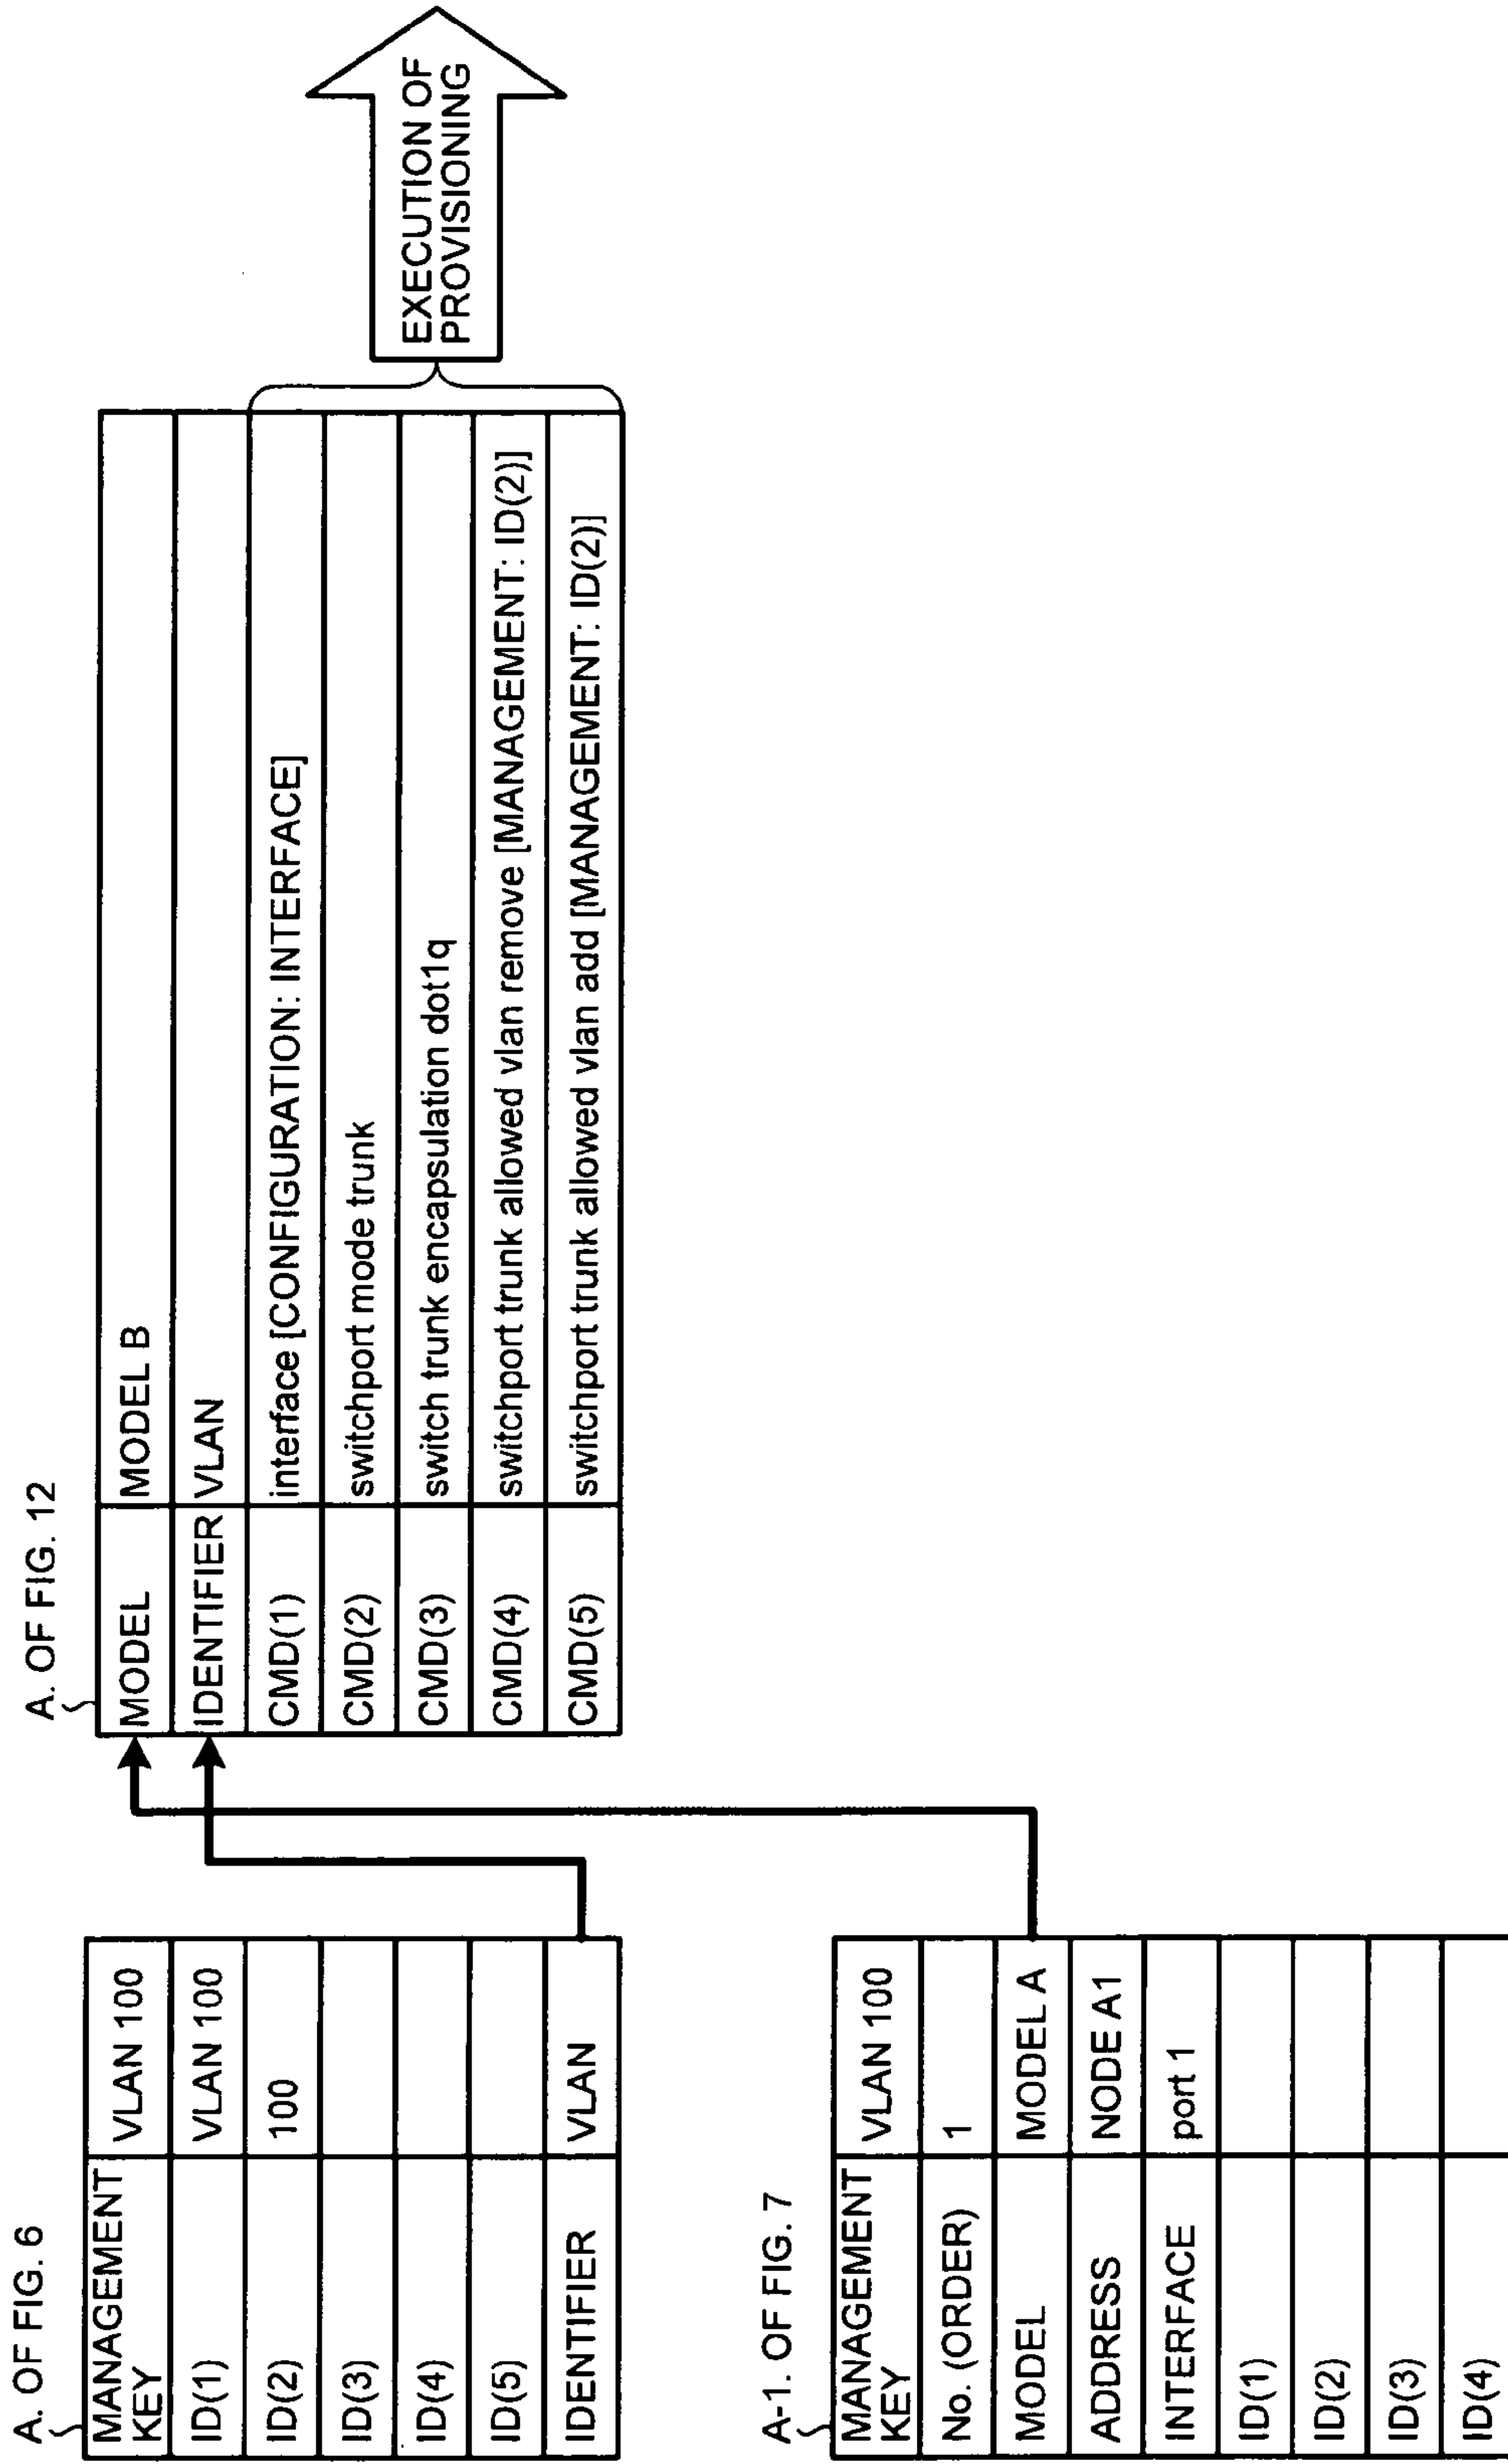 A. OF FIG. 6
MANAGEMENT KEY VLAN 100
ID(1) VLAN 100
ID(2) 100
ID(3)
ID(4)
ID(5)
IDENTIFIER VLAN
A-1. OF FIG. 7
MANAGEMENT KEY VLAN 100
No. (ORDER) 1
MODEL MODEL A
ADDRESS NODE A1
INTERFACE port 1
ID(1)
ID(2)
ID(3)
ID(4)
A. OF FIG. 12
MODEL MODEL B
IDENTIFIER VLAN
CMD(1) interface [CONFIGURATION: INTERFACE]
CMD(2) switchport mode trunk
CMD(3) switch trunk encapsulation dot1q
CMD(4) switchport trunk allowed vlan remove [MANAGEMENT: ID(2)]
CMD(5) switchport trunk allowed vlan add [MANAGEMENT: ID(2)]
EXECUTION OF
PROVISIONING